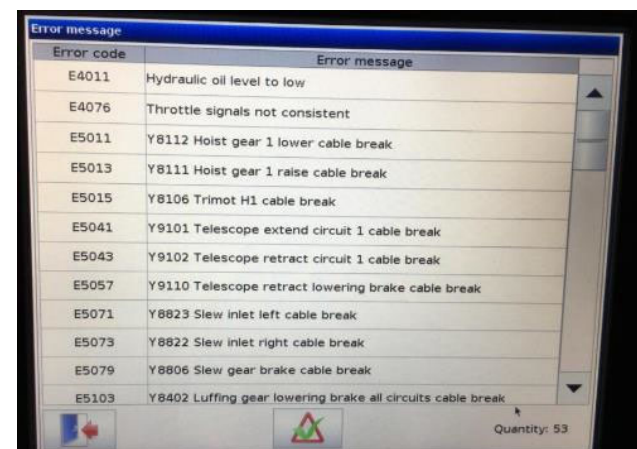 Error message
Error code Error message
E4011 Hydraulic oil level to low
E4076 Throttle signals not consistent
E5011 Y8112 Hoist gear 1 lower cable break
E5013 Y8111 Hoist gear 1 raise cable break
E5015 Y8106 Trimot H1 cable break
E5041 Y9101 Telescope extend circuit 1 cable break
E5043 Y9102 Telescope retract circuit 1 cable break
E5057 Y9110 Telescope retract lowering brake cable break
E5071 Y8823 Slew inlet left cable break
E5073 Y8822 Slew inlet right cable break
E5079 Y8806 Slew gear brake cable break
E5103 Y8402 Luffing gear lowering brake all circuits cable break
Quantity: 53